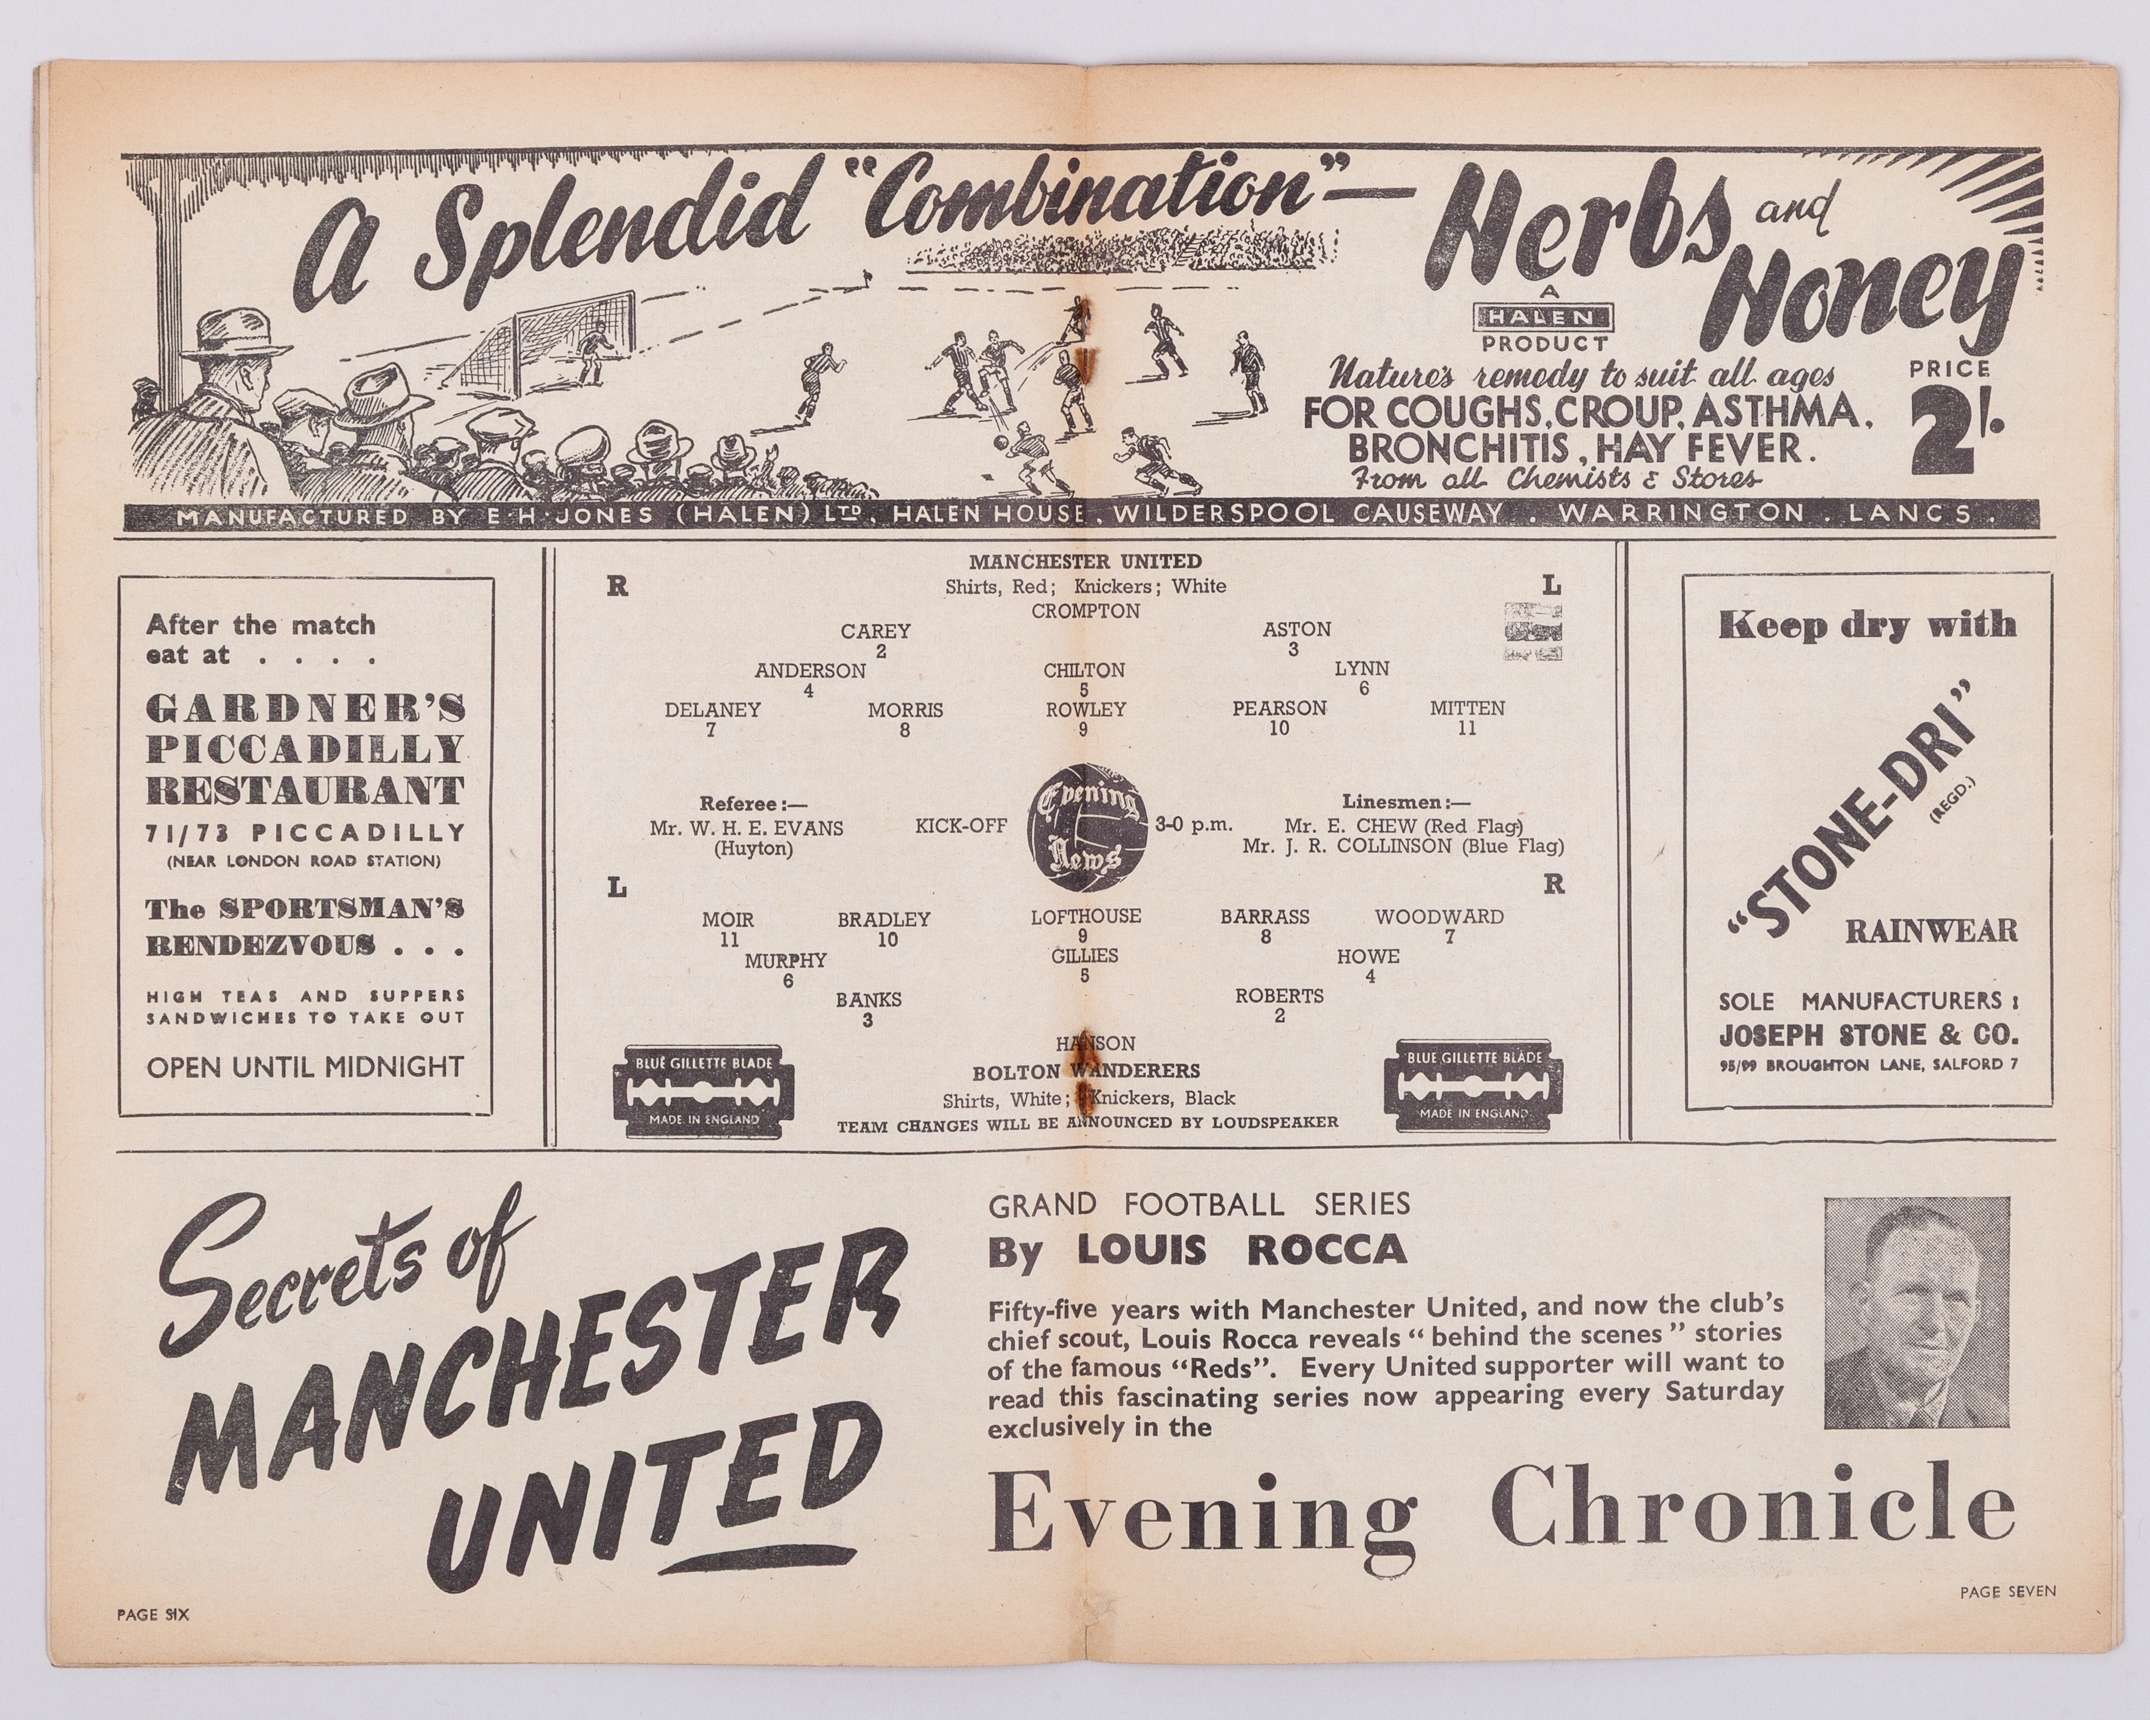 A Splendid "Combination"— Herbs and Honey
A
HALEN
PRODUCT
Nature's remedy to suit all ages
FOR COUGHS, CROUP, ASTHMA,
BRONCHITIS, HAY FEVER.
From all Chemists & Stores
PRICE
2/-
MANUFACTURED BY E·H·JONES (HALEN) LTD. HALEN HOUSE, WILDERSPOOL CAUSEWAY . WARRINGTON . LANCS.
After the match
eat at . . . .
GARDNER'S
PICCADILLY
RESTAURANT
71/73 PICCADILLY
(NEAR LONDON ROAD STATION)
The SPORTSMAN'S
RENDEZVOUS . . .
HIGH TEAS AND SUPPERS
SANDWICHES TO TAKE OUT
OPEN UNTIL MIDNIGHT
MANCHESTER UNITED
R Shirts, Red; Knickers; White L
CROMPTON
CAREY ASTON
2 3
ANDERSON CHILTON LYNN
4 5 6
DELANEY MORRIS ROWLEY PEARSON MITTEN
7 8 9 10 11
Referee:—
Mr. W. H. E. EVANS
(Huyton)
KICK-OFF
Evening
News
3-0 p.m.
Linesmen:—
Mr. E. CHEW (Red Flag)
Mr. J. R. COLLINSON (Blue Flag)
L R
MOIR BRADLEY LOFTHOUSE BARRASS WOODWARD
11 10 9 8 7
MURPHY GILLIES HOWE
6 5 4
BANKS ROBERTS
3 2
HANSON
BOLTON WANDERERS
Shirts, White; Knickers, Black
TEAM CHANGES WILL BE ANNOUNCED BY LOUDSPEAKER
BLUE GILLETTE BLADE
MADE IN ENGLAND
BLUE GILLETTE BLADE
MADE IN ENGLAND
Keep dry with
"STONE-DRI"
(REGD.)
RAINWEAR
SOLE MANUFACTURERS:
JOSEPH STONE & CO.
95/99 BROUGHTON LANE, SALFORD 7
Secrets of
MANCHESTER
UNITED
GRAND FOOTBALL SERIES
By LOUIS ROCCA
Fifty-five years with Manchester United, and now the club's
chief scout, Louis Rocca reveals "behind the scenes" stories
of the famous "Reds". Every United supporter will want to
read this fascinating series now appearing every Saturday
exclusively in the
Evening Chronicle
PAGE SIX
PAGE SEVEN